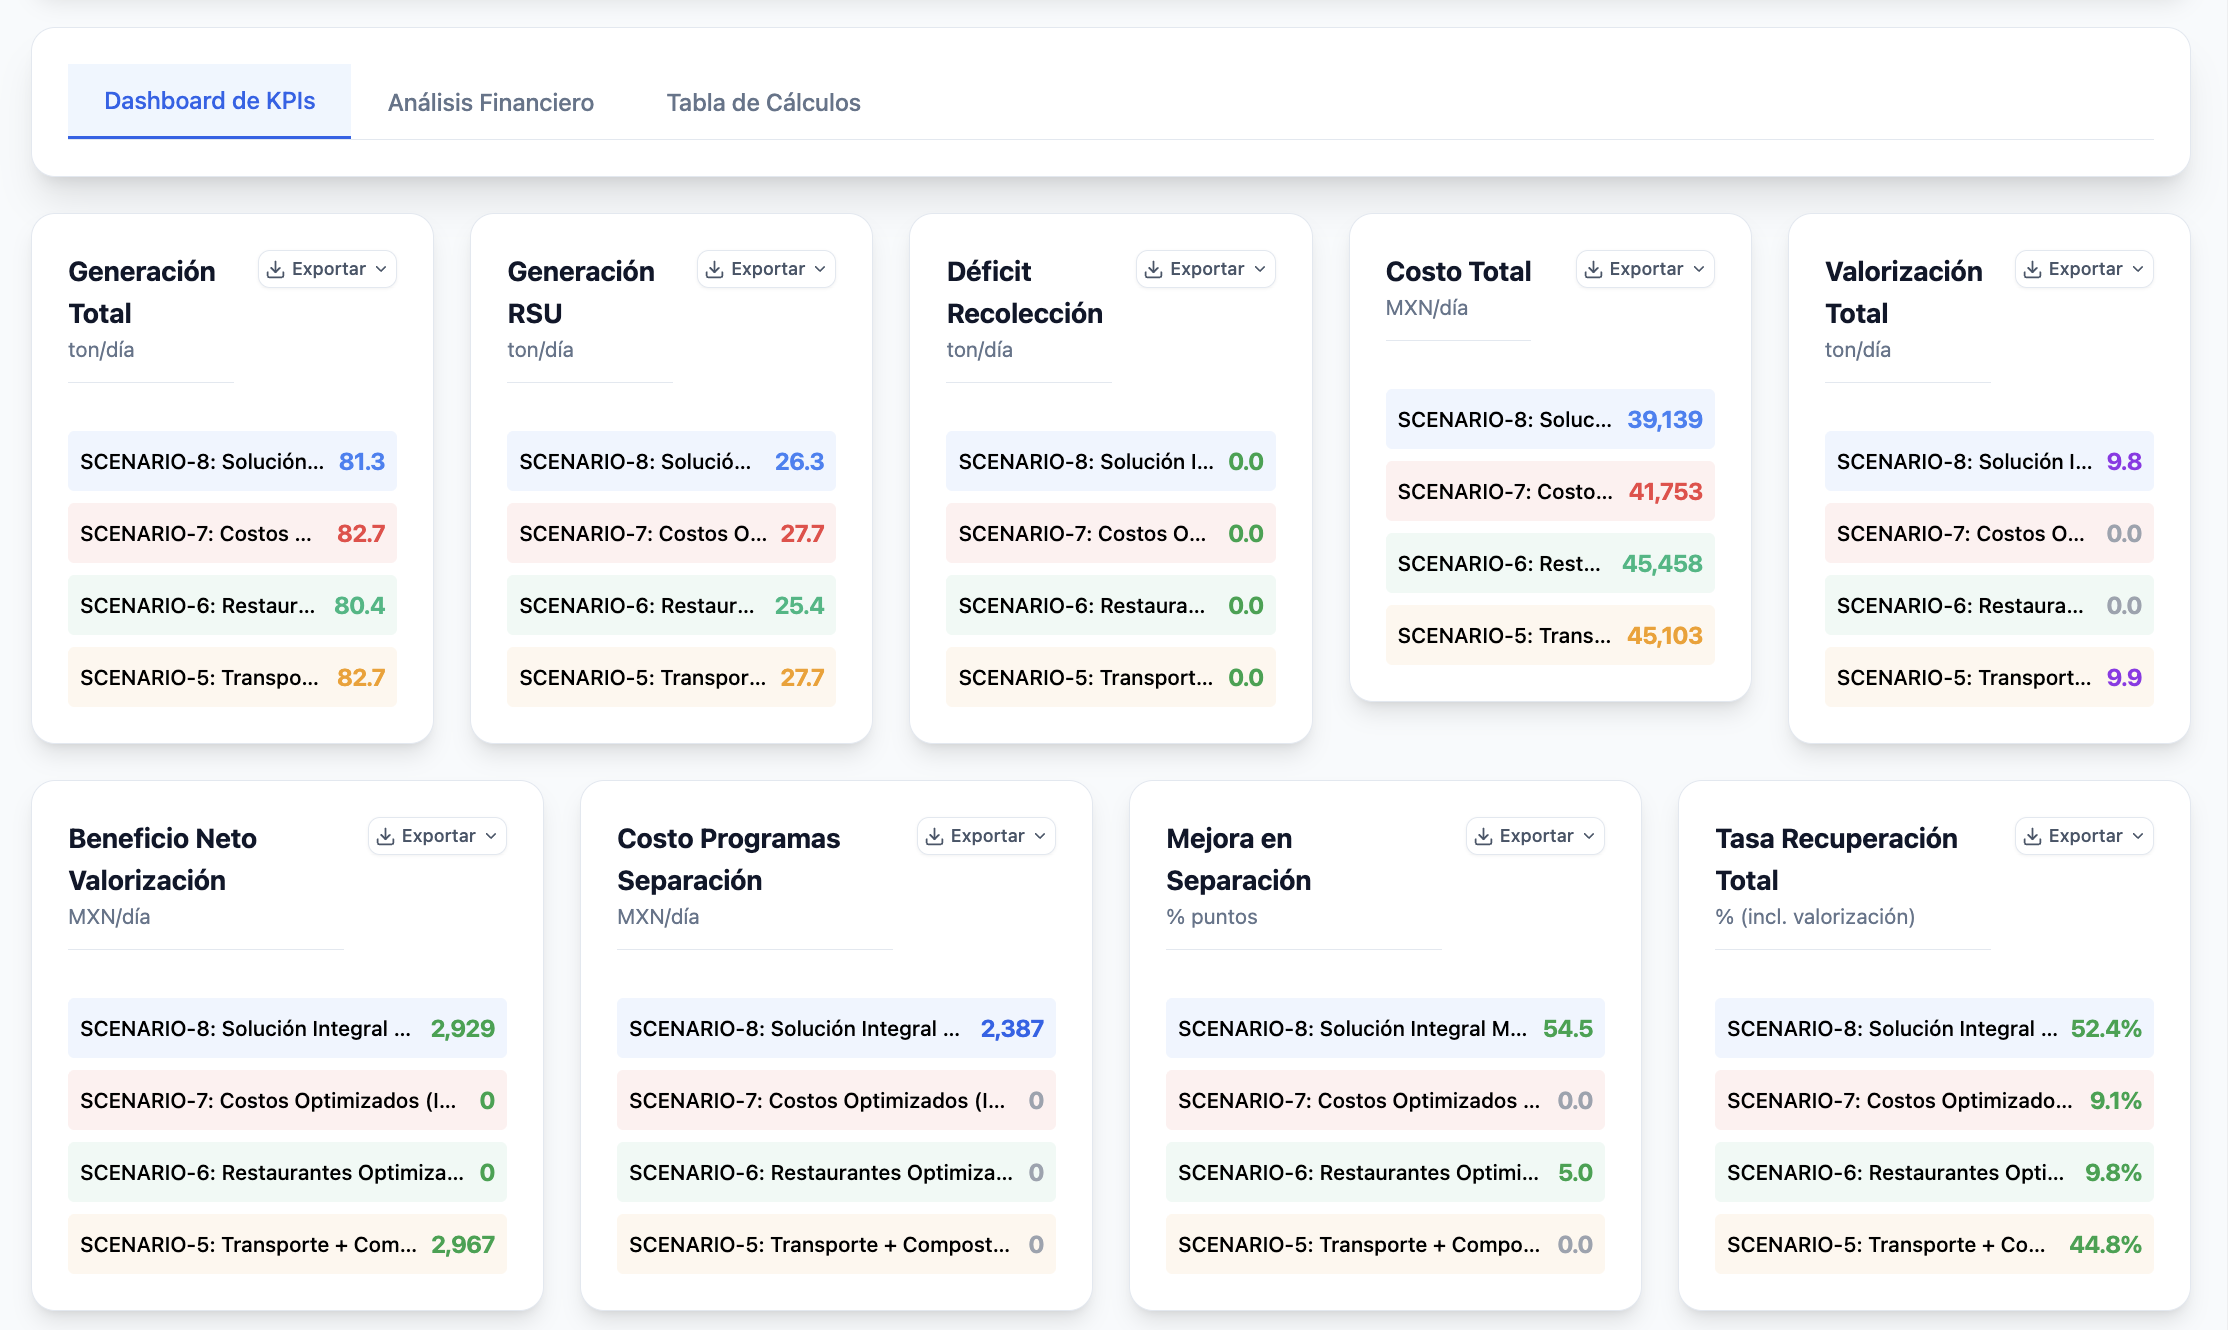 Dashboard de KPIs
Análisis Financiero
Tabla de Cálculos
Generación
Total
ton/día
Exportar
SCENARIO-8: Solución... 81.3
SCENARIO-7: Costos ... 82.7
SCENARIO-6: Restaur... 80.4
SCENARIO-5: Transpo... 82.7
Generación
RSU
ton/día
Exportar
SCENARIO-8: Solució... 26.3
SCENARIO-7: Costos O... 27.7
SCENARIO-6: Restaur... 25.4
SCENARIO-5: Transpor... 27.7
Déficit
Recolección
ton/día
Exportar
SCENARIO-8: Solución I... 0.0
SCENARIO-7: Costos O... 0.0
SCENARIO-6: Restaura... 0.0
SCENARIO-5: Transport... 0.0
Costo Total
MXN/día
Exportar
SCENARIO-8: Soluc... 39,139
SCENARIO-7: Costo... 41,753
SCENARIO-6: Rest... 45,458
SCENARIO-5: Trans... 45,103
Valorización
Total
ton/día
Exportar
SCENARIO-8: Solución I... 9.8
SCENARIO-7: Costos O... 0.0
SCENARIO-6: Restaura... 0.0
SCENARIO-5: Transport... 9.9
Beneficio Neto
Valorización
MXN/día
Exportar
SCENARIO-8: Solución Integral ... 2,929
SCENARIO-7: Costos Optimizados (I... 0
SCENARIO-6: Restaurantes Optimiza... 0
SCENARIO-5: Transporte + Com... 2,967
Costo Programas
Separación
MXN/día
Exportar
SCENARIO-8: Solución Integral ... 2,387
SCENARIO-7: Costos Optimizados (I... 0
SCENARIO-6: Restaurantes Optimiza... 0
SCENARIO-5: Transporte + Compost... 0
Mejora en
Separación
% puntos
Exportar
SCENARIO-8: Solución Integral M... 54.5
SCENARIO-7: Costos Optimizados ... 0.0
SCENARIO-6: Restaurantes Optimi... 5.0
SCENARIO-5: Transporte + Compo... 0.0
Tasa Recuperación
Total
% (incl. valorización)
Exportar
SCENARIO-8: Solución Integral ... 52.4%
SCENARIO-7: Costos Optimizado... 9.1%
SCENARIO-6: Restaurantes Opti... 9.8%
SCENARIO-5: Transporte + Co... 44.8%